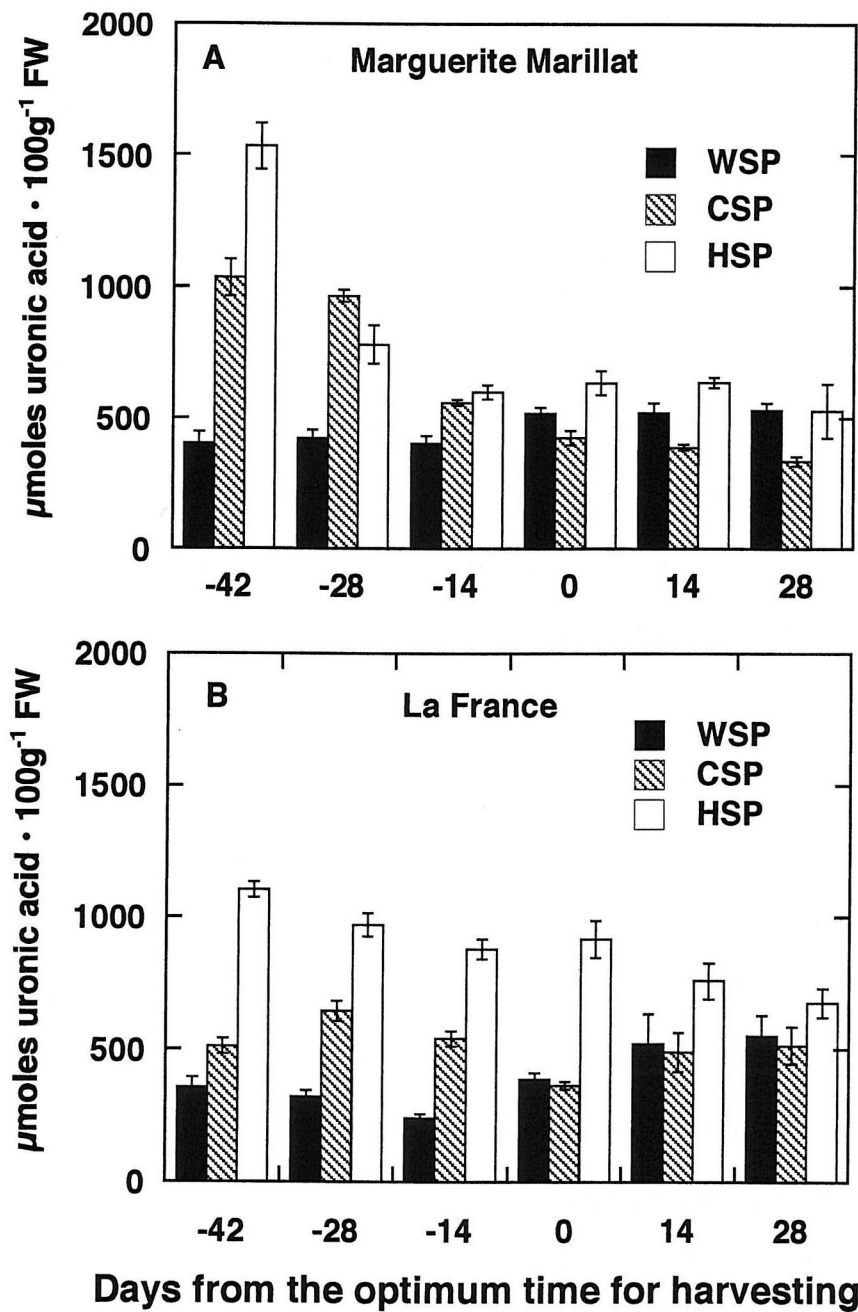 2000
A
Marguerite Marillat
1500
WSP
CSP
HSP
1000
500
0
µmoles uronic acid • 100g⁻¹ FW
-42 -28 -14 0 14 28
2000
B
La France
WSP
CSP
HSP
1500
1000
500
0
µmoles uronic acid • 100g⁻¹ FW
-42 -28 -14 0 14 28
Days from the optimum time for harvesting